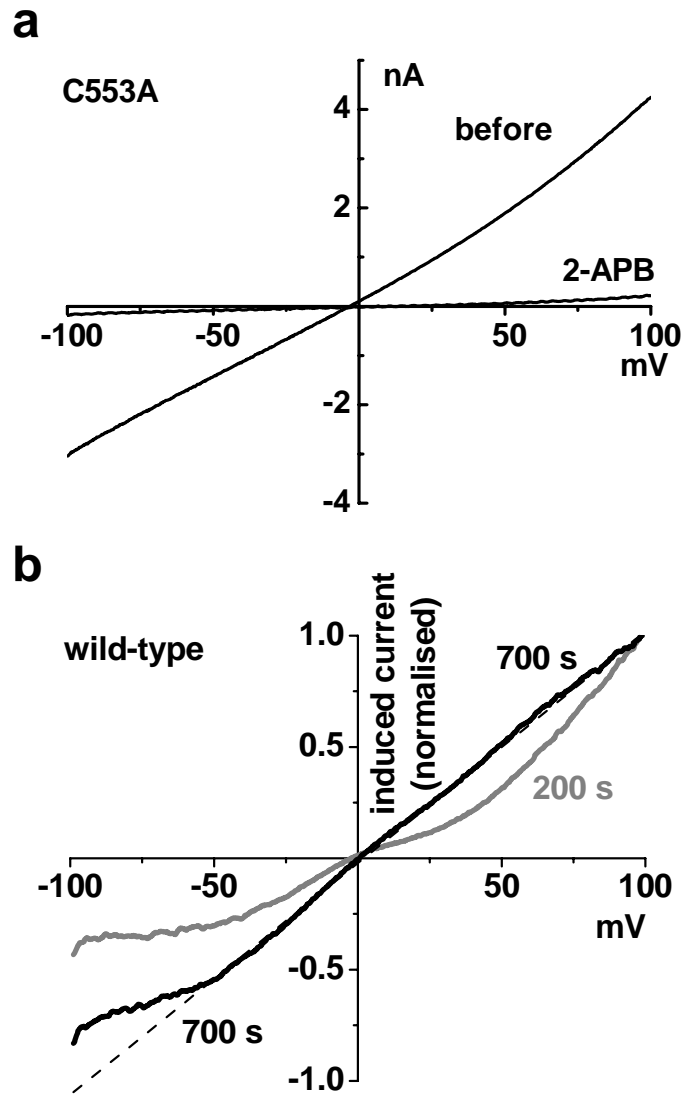 a
C553A
nA
4
before
2
2-APB
-100
-50
50
100
mV
-2
-4
b
wild-type
induced current
(normalised)
1.0
700 s
0.5
200 s
-100
-50
50
100
mV
-0.5
700 s
-1.0